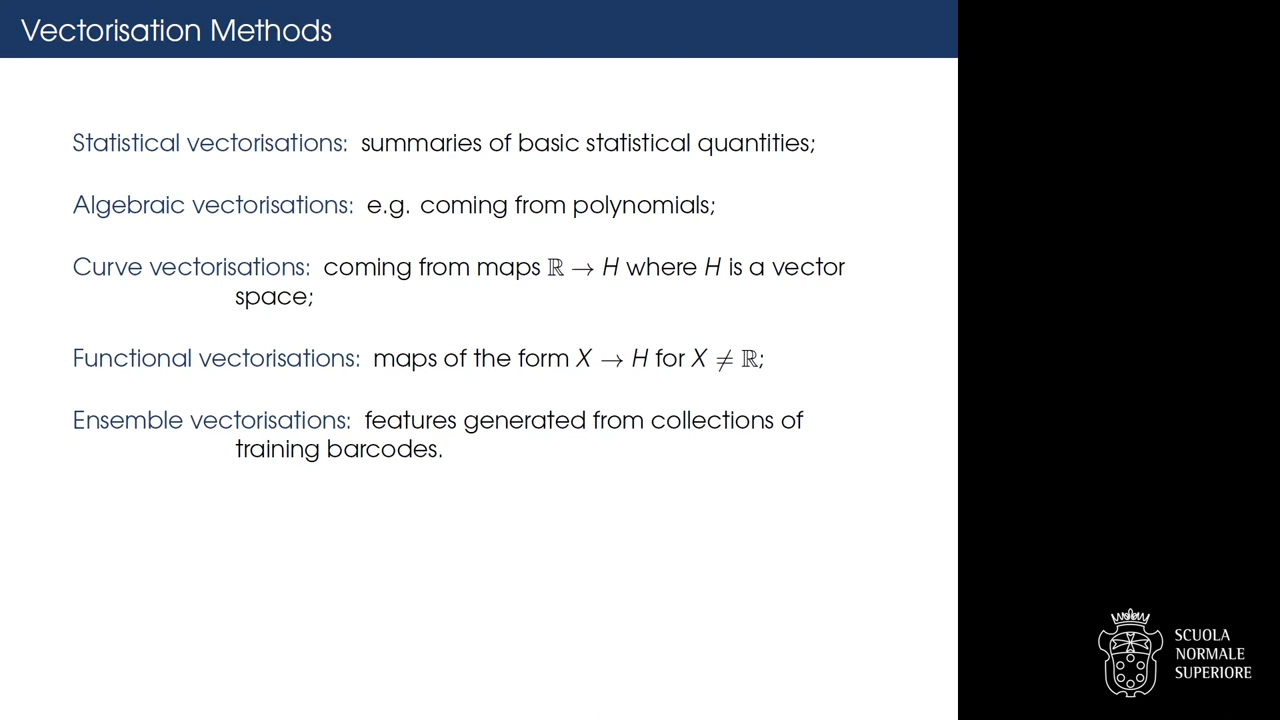 Vectorisation Methods
Statistical vectorisations: summaries of basic statistical quantities;
Algebraic vectorisations: e.g. coming from polynomials;
Curve vectorisations: coming from maps ℝ → H where H is a vector
space;
Functional vectorisations: maps of the form X → H for X ≠ ℝ;
Ensemble vectorisations: features generated from collections of
training barcodes.
SCUOLA
NORMALE
SUPERIORE